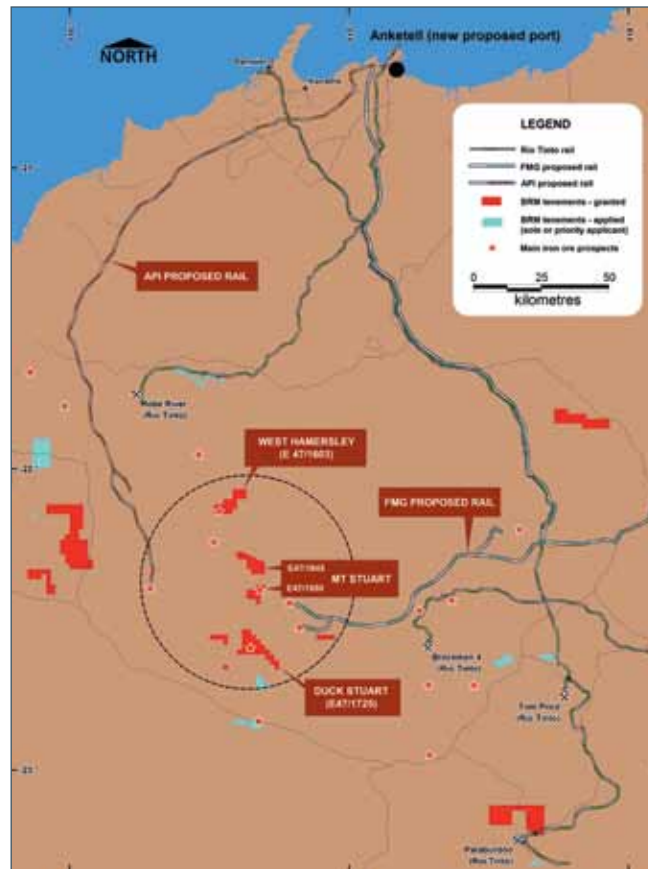 Anketell (new proposed port)
NORTH
LEGEND
Rio Tinto rail
FMG proposed rail
API proposed rail
BRM tenements - granted
BRM tenements - applied
(sole or priority applicant)
Main iron ore prospects
0 25 50
kilometres
API PROPOSED RAIL
Robe River
(Rio Tinto)
WEST HAMERSLEY
(E 47/1603)
FMG PROPOSED RAIL
MT STUART
Brockman 4
(Rio Tinto)
DUCK STUART
Tom Price
(Rio Tinto)
Paraburdoo
(Rio Tinto)